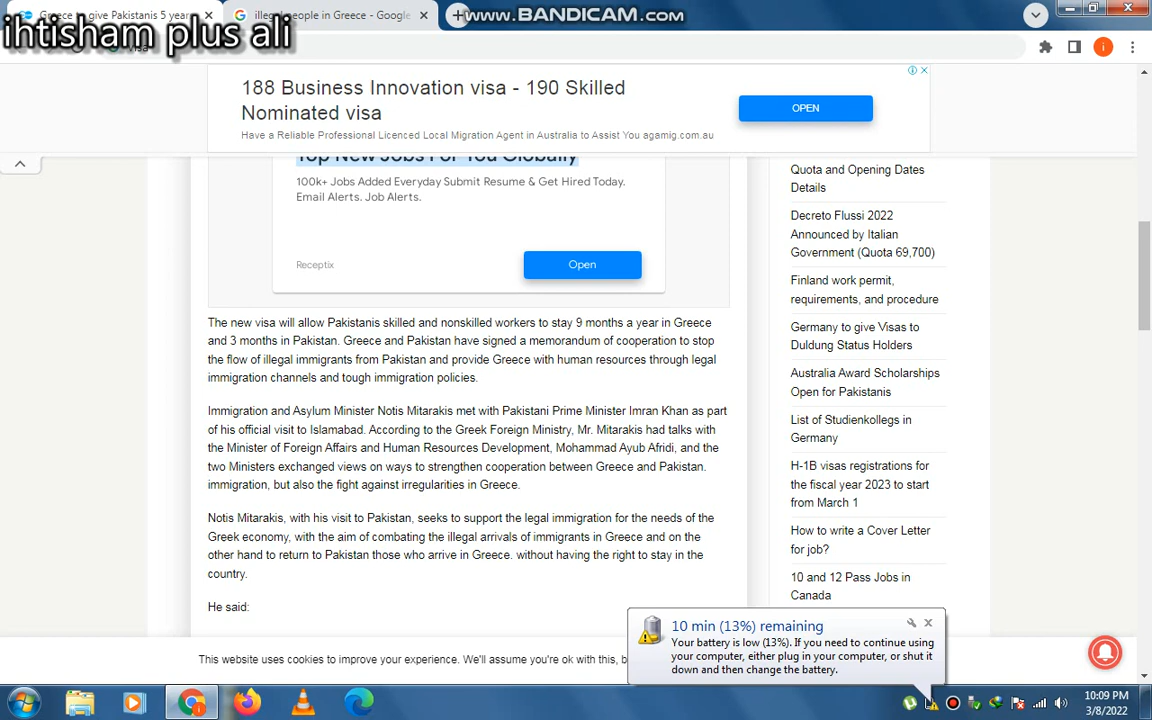 Greece to give Pakistanis 5 year
illegal people in Greece - Google
www.BANDICAM.com
ihtisham plus ali
visa
188 Business Innovation visa - 190 Skilled
Nominated visa
Have a Reliable Professional Licenced Local Migration Agent in Australia to Assist You agamig.com.au
OPEN
Top New Jobs For You Globally
100k+ Jobs Added Everyday Submit Resume & Get Hired Today.
Email Alerts. Job Alerts.
Receptix
Open
The new visa will allow Pakistanis skilled and nonskilled workers to stay 9 months a year in Greece
and 3 months in Pakistan. Greece and Pakistan have signed a memorandum of cooperation to stop
the flow of illegal immigrants from Pakistan and provide Greece with human resources through legal
immigration channels and tough immigration policies.
Immigration and Asylum Minister Notis Mitarakis met with Pakistani Prime Minister Imran Khan as part
of his official visit to Islamabad. According to the Greek Foreign Ministry, Mr. Mitarakis had talks with
the Minister of Foreign Affairs and Human Resources Development, Mohammad Ayub Afridi, and the
two Ministers exchanged views on ways to strengthen cooperation between Greece and Pakistan.
immigration, but also the fight against irregularities in Greece.
Notis Mitarakis, with his visit to Pakistan, seeks to support the legal immigration for the needs of the
Greek economy, with the aim of combating the illegal arrivals of immigrants in Greece and on the
other hand to return to Pakistan those who arrive in Greece. without having the right to stay in the
country.
He said:
Quota and Opening Dates
Details
Decreto Flussi 2022
Announced by Italian
Government (Quota 69,700)
Finland work permit,
requirements, and procedure
Germany to give Visas to
Duldung Status Holders
Australia Award Scholarships
Open for Pakistanis
List of Studienkollegs in
Germany
H-1B visas registrations for
the fiscal year 2023 to start
from March 1
How to write a Cover Letter
for job?
10 and 12 Pass Jobs in
Canada
This website uses cookies to improve your experience. We'll assume you're ok with this,
10 min (13%) remaining
Your battery is low (13%). If you need to continue using
your computer, either plug in your computer, or shut it
down and then change the battery.
10:09 PM
3/8/2022